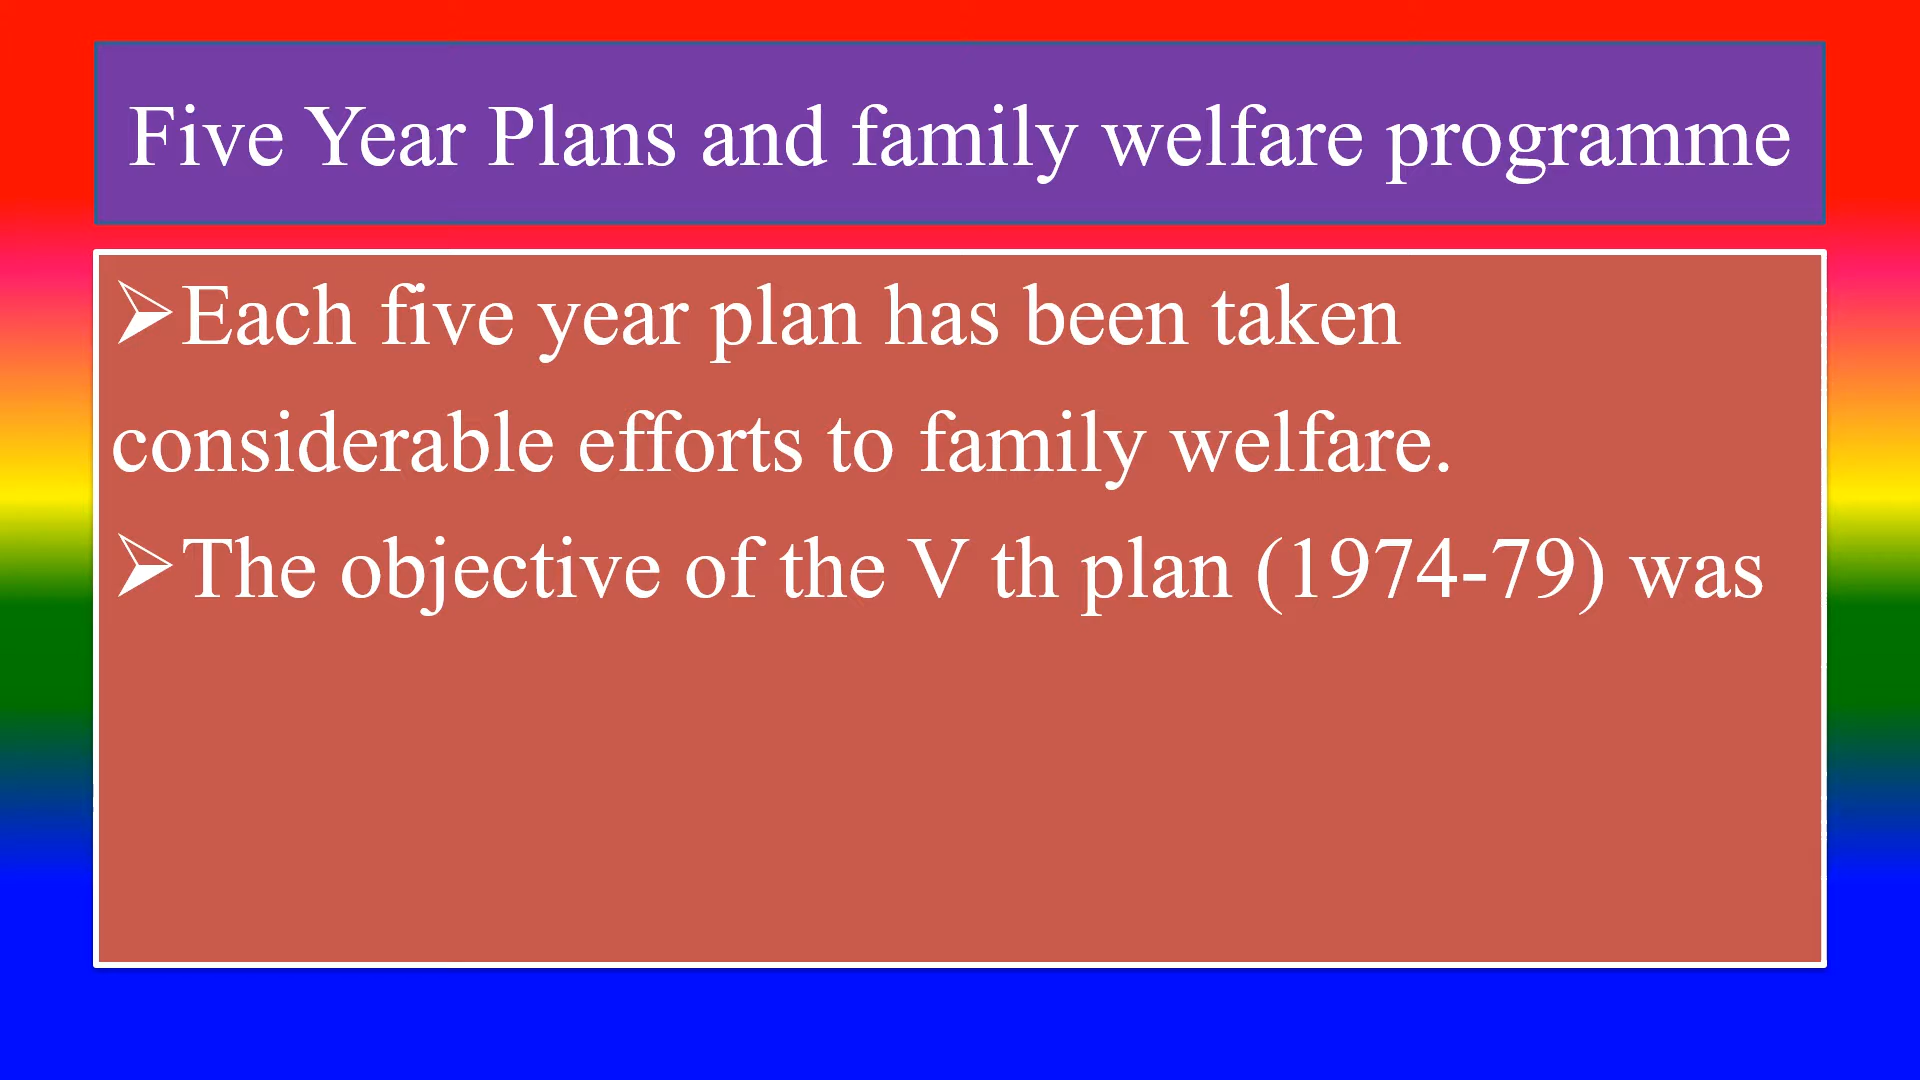 Five Year Plans and family welfare programme
➢Each five year plan has been taken
considerable efforts to family welfare.
➢The objective of the V th plan (1974-79) was